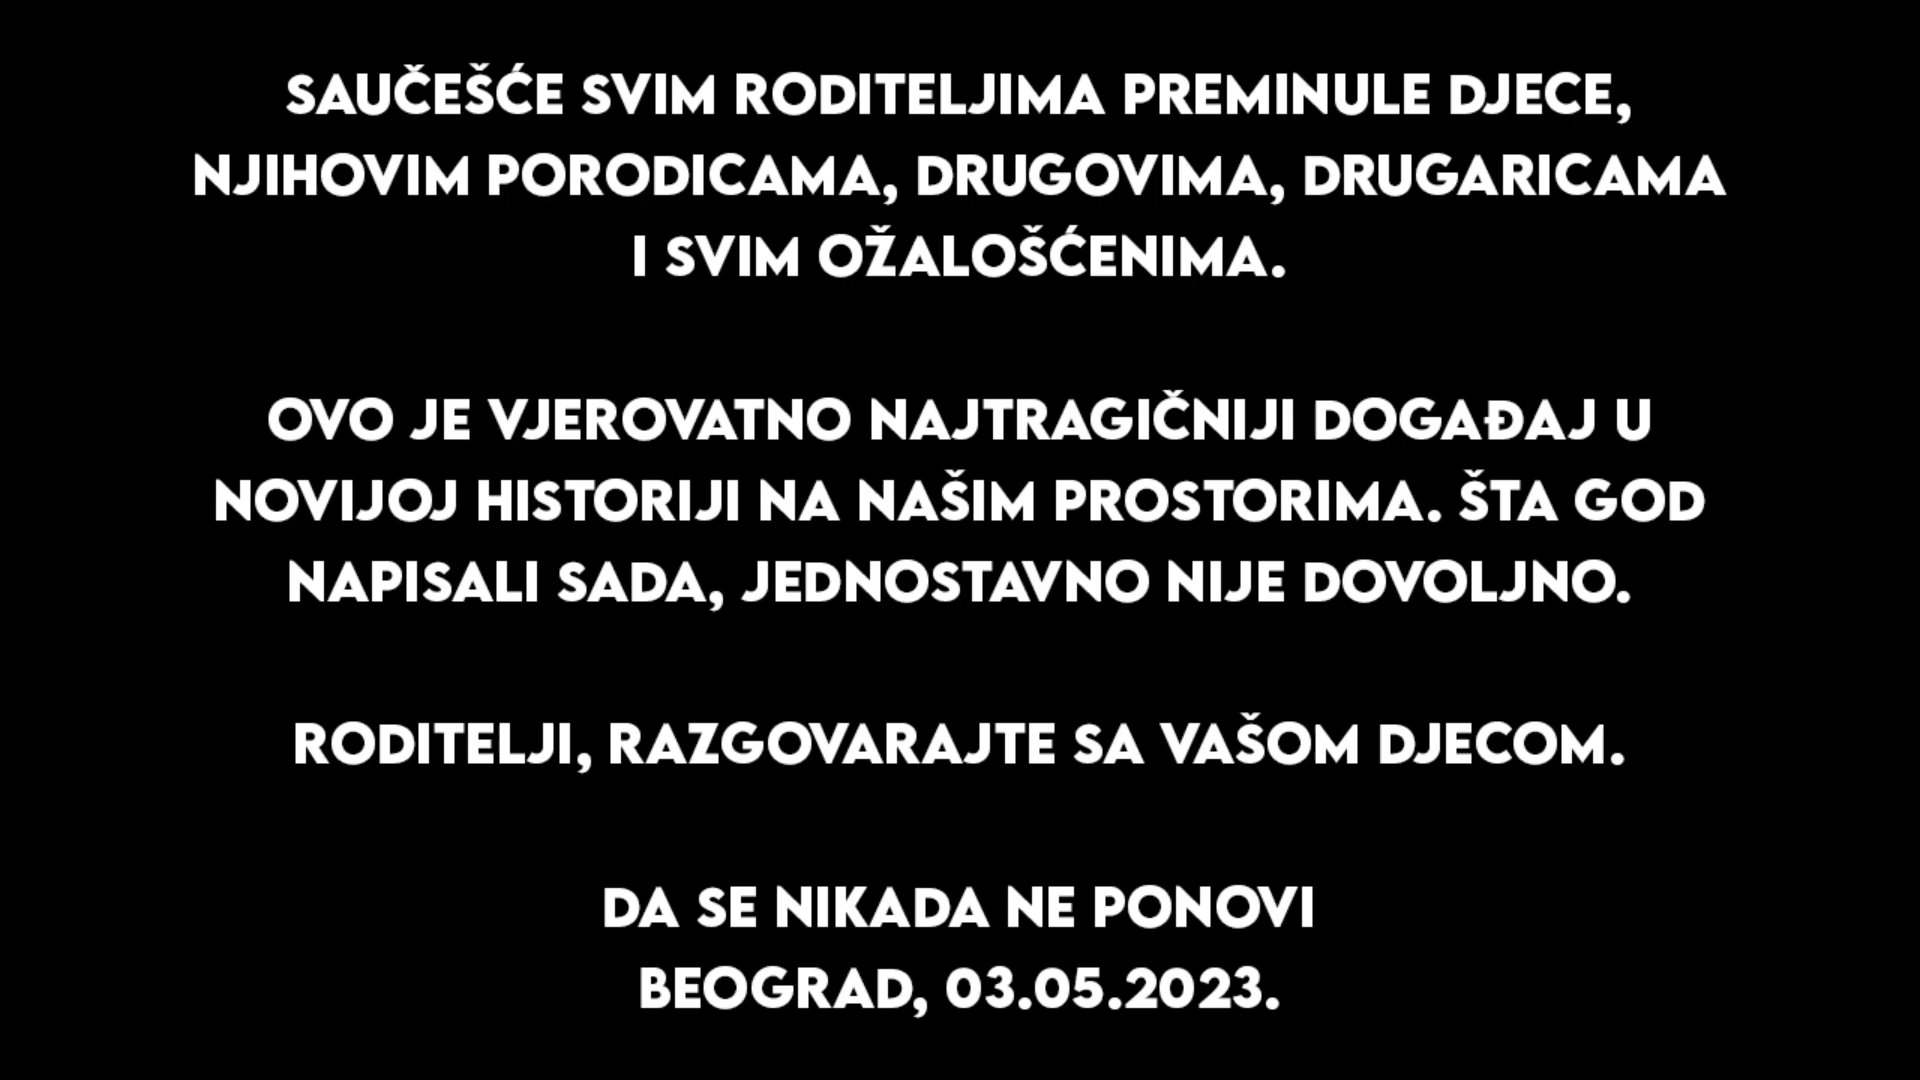 SAUČEŠĆE SVIM RODITELJIMA PREMINULE DJECE,
NJIHOVIM PORODICAMA, DRUGOVIMA, DRUGARICAMA
I SVIM OŽALOŠĆENIMA.
OVO JE VJEROVATNO NAJTRAGIČNIJI DOGAĐAJ U
NOVIJOJ HISTORIJI NA NAŠIM PROSTORIMA. ŠTA GOD
NAPISALI SADA, JEDNOSTAVNO NIJE DOVOLJNO.
RODITELJI, RAZGOVARAJTE SA VAŠOM DJECOM.
DA SE NIKADA NE PONOVI
BEOGRAD, 03.05.2023.